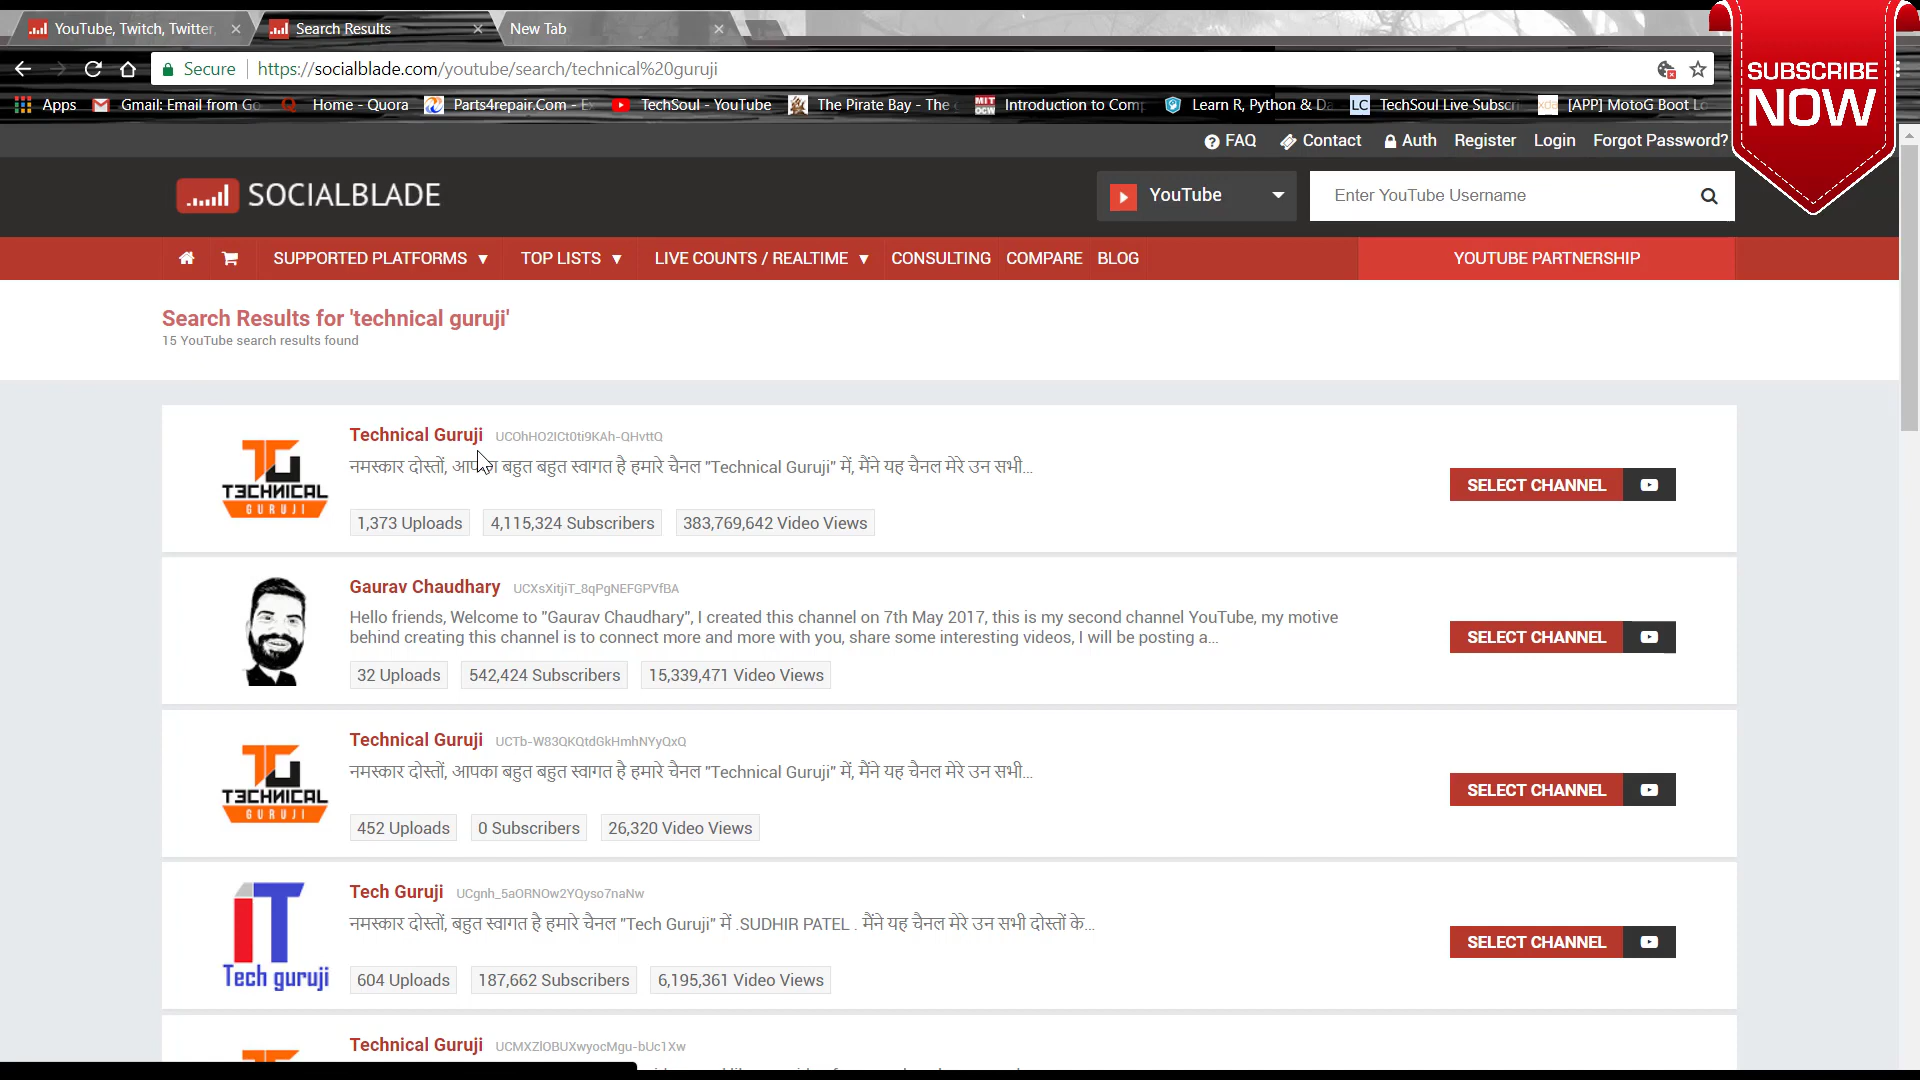 YouTube, Twitch, Twitter,
Search Results
New Tab
Secure
https://socialblade.com/youtube/search/technical%20guruji
SUBSCRIBE
NOW
Apps
Gmail: Email from Go
Home - Quora
Parts4repair.Com - E
TechSoul - YouTube
The Pirate Bay - The
Introduction to Com
Learn R, Python & Da
LC
TechSoul Live Subscri
[APP] MotoG Boot Lo
FAQ
Contact
Auth
Register
Login
Forgot Password?
SOCIALBLADE
YouTube
Enter YouTube Username
SUPPORTED PLATFORMS ▼
TOP LISTS ▼
LIVE COUNTS / REALTIME ▼
CONSULTING
COMPARE
BLOG
YOUTUBE PARTNERSHIP
Search Results for 'technical guruji'
15 YouTube search results found
Technical Guruji UCOhHO2ICt0ti9KAh-QHvttQ
नमस्कार दोस्तों, आपका बहुत बहुत स्वागत है हमारे चैनल "Technical Guruji" में, मैंने यह चैनल मेरे उन सभी...
1,373 Uploads
4,115,324 Subscribers
383,769,642 Video Views
SELECT CHANNEL
TECHNICAL
GURUJI
Gaurav Chaudhary UCXsXitjiT_8qPgNEFGPVfBA
Hello friends, Welcome to "Gaurav Chaudhary", I created this channel on 7th May 2017, this is my second channel YouTube, my motive
behind creating this channel is to connect more and more with you, share some interesting videos, I will be posting a...
32 Uploads
542,424 Subscribers
15,339,471 Video Views
SELECT CHANNEL
Technical Guruji UCTb-W83QKQtdGkHmhNYyQxQ
नमस्कार दोस्तों, आपका बहुत बहुत स्वागत है हमारे चैनल "Technical Guruji" में, मैंने यह चैनल मेरे उन सभी...
452 Uploads
0 Subscribers
26,320 Video Views
SELECT CHANNEL
TECHNICAL
GURUJI
Tech Guruji UCgnh_5aORNOw2YQyso7naNw
नमस्कार दोस्तों, बहुत स्वागत है हमारे चैनल "Tech Guruji" में .SUDHIR PATEL . मैंने यह चैनल मेरे उन सभी दोस्तों के...
604 Uploads
187,662 Subscribers
6,195,361 Video Views
SELECT CHANNEL
Tech guruji
Technical Guruji UCMXZlOBUXwyocMgu-bUc1Xw